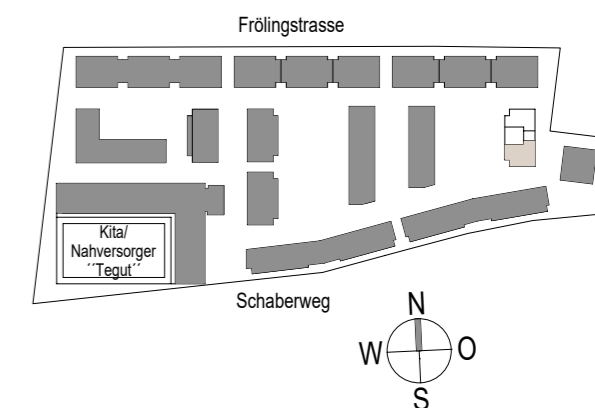 Frölingstrasse
Kita/
Nahversorger
´´Tegut´´
Schaberweg
N
W O
S